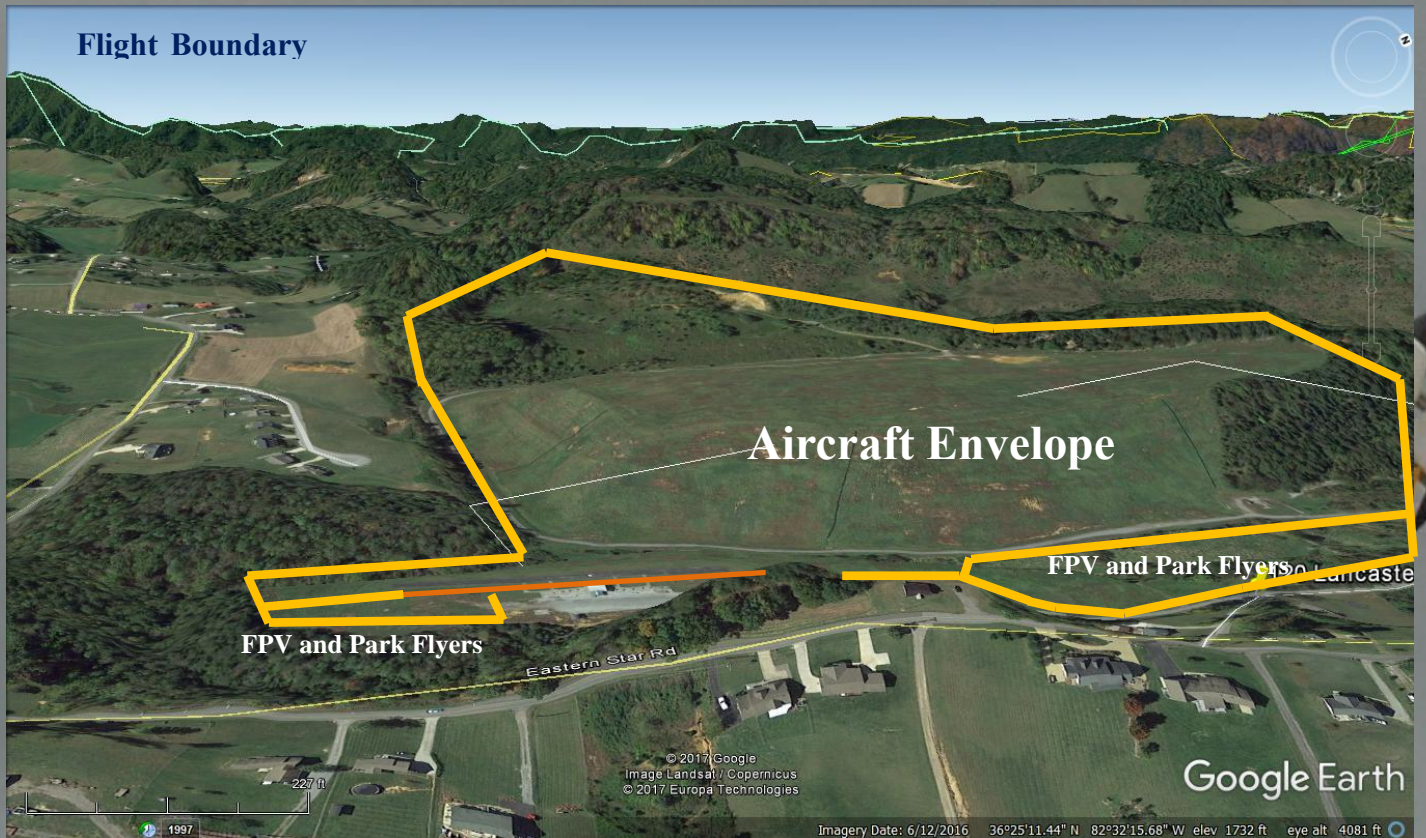 Flight Boundary
N
Aircraft Envelope
FPV and Park Flyers
Lancaste
FPV and Park Flyers
Eastern Star Rd
© 2017 Google
Image Landsat / Copernicus
© 2017 Europa Technologies
Google Earth
227 ft
1997
Imagery Date: 6/12/2016 36°25'11.44" N 82°32'15.68" W elev 1732 ft eye alt 4081 ft